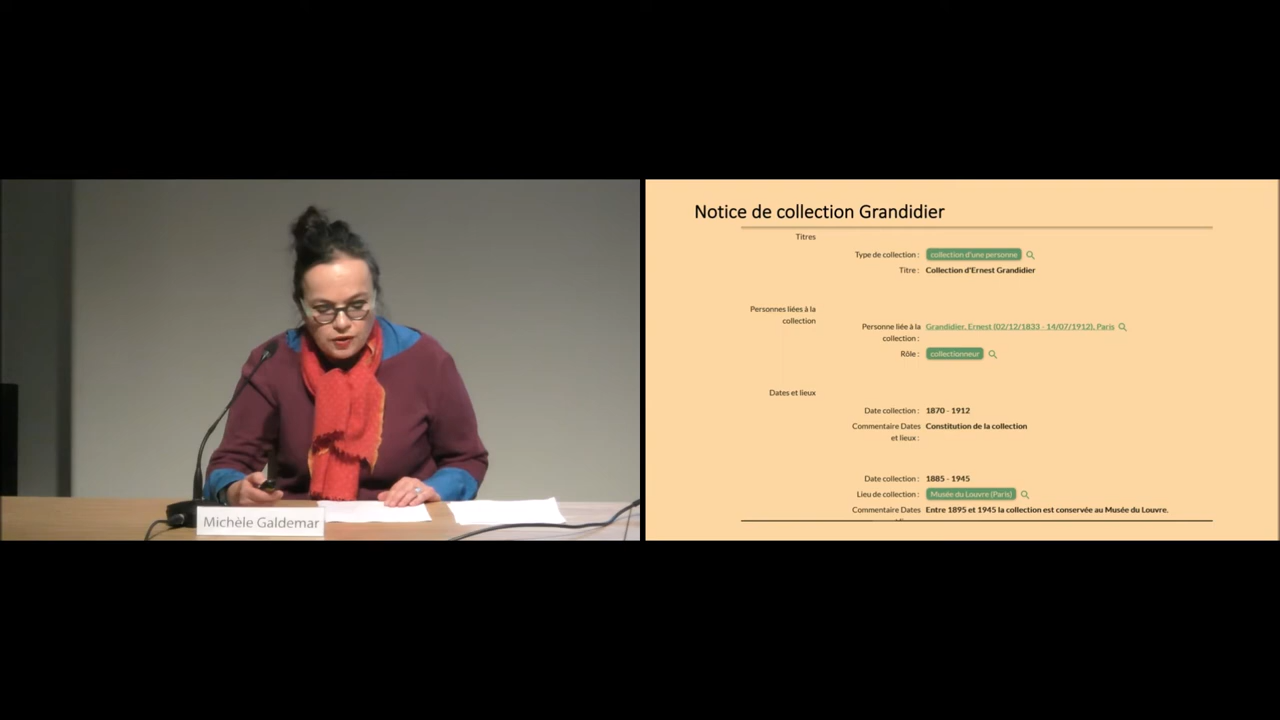 Michèle Galdemar
Notice de collection Grandidier
Titres
Type de collection : collection d'une personne
Titre : Collection d'Ernest Grandidier
Personnes liées à la
collection
Personne liée à la Grandidier, Ernest (02/12/1833 - 14/07/1912), Paris
collection :
Rôle : collectionneur
Dates et lieux
Date collection : 1870 - 1912
Commentaire Dates Constitution de la collection
et lieux :
Date collection : 1885 - 1945
Lieu de collection : Musée du Louvre (Paris)
Commentaire Dates Entre 1895 et 1945 la collection est conservée au Musée du Louvre.